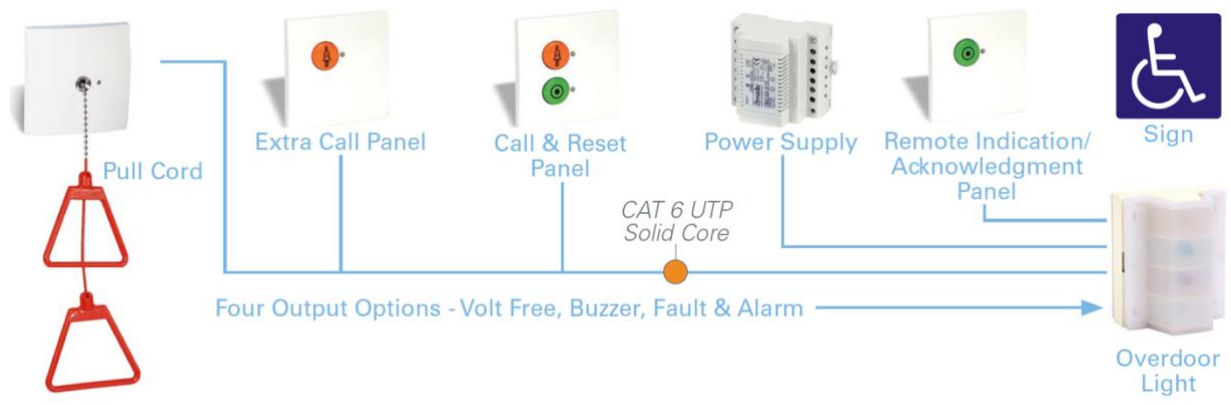 Extra Call Panel
Call & Reset
Panel
Power Supply
Remote Indication/
Acknowledgment
Panel
Sign
Pull Cord
CAT 6 UTP
Solid Core
Four Output Options - Volt Free, Buzzer, Fault & Alarm
Overdoor
Light